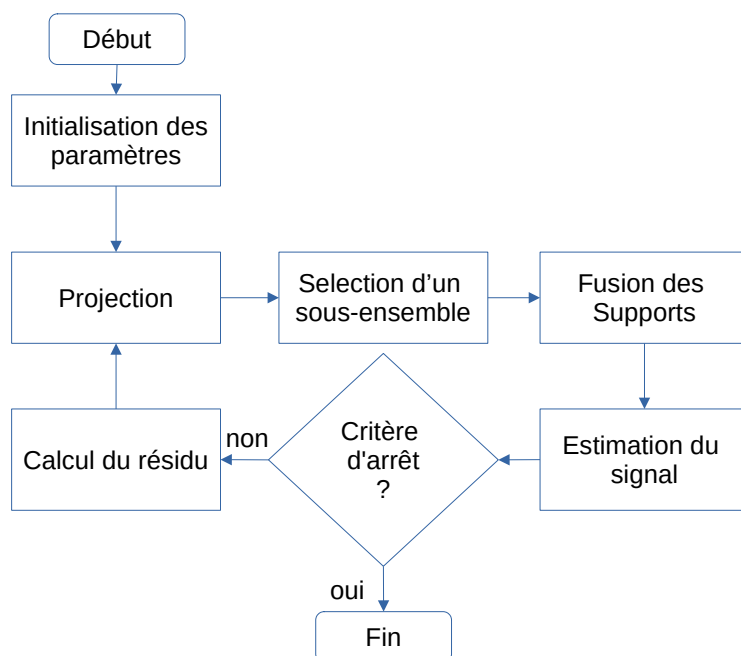 Début
Initialisation des
paramètres
Projection
Selection d’un
sous-ensemble
Fusion des
Supports
Calcul du résidu
non
Critère
d'arrêt
?
Estimation du
signal
oui
Fin